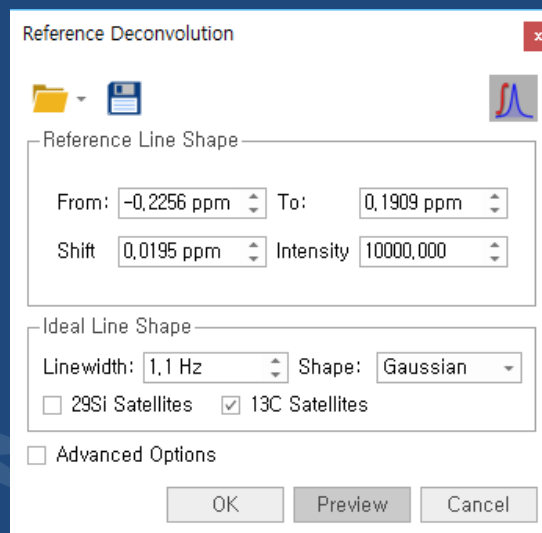 Reference Deconvolution
x
Reference Line Shape
From: -0,2256 ppm To: 0,1909 ppm
Shift 0,0195 ppm Intensity 10000,000
Ideal Line Shape
Linewidth: 1,1 Hz Shape: Gaussian
29Si Satellites 13C Satellites
Advanced Options
OK Preview Cancel